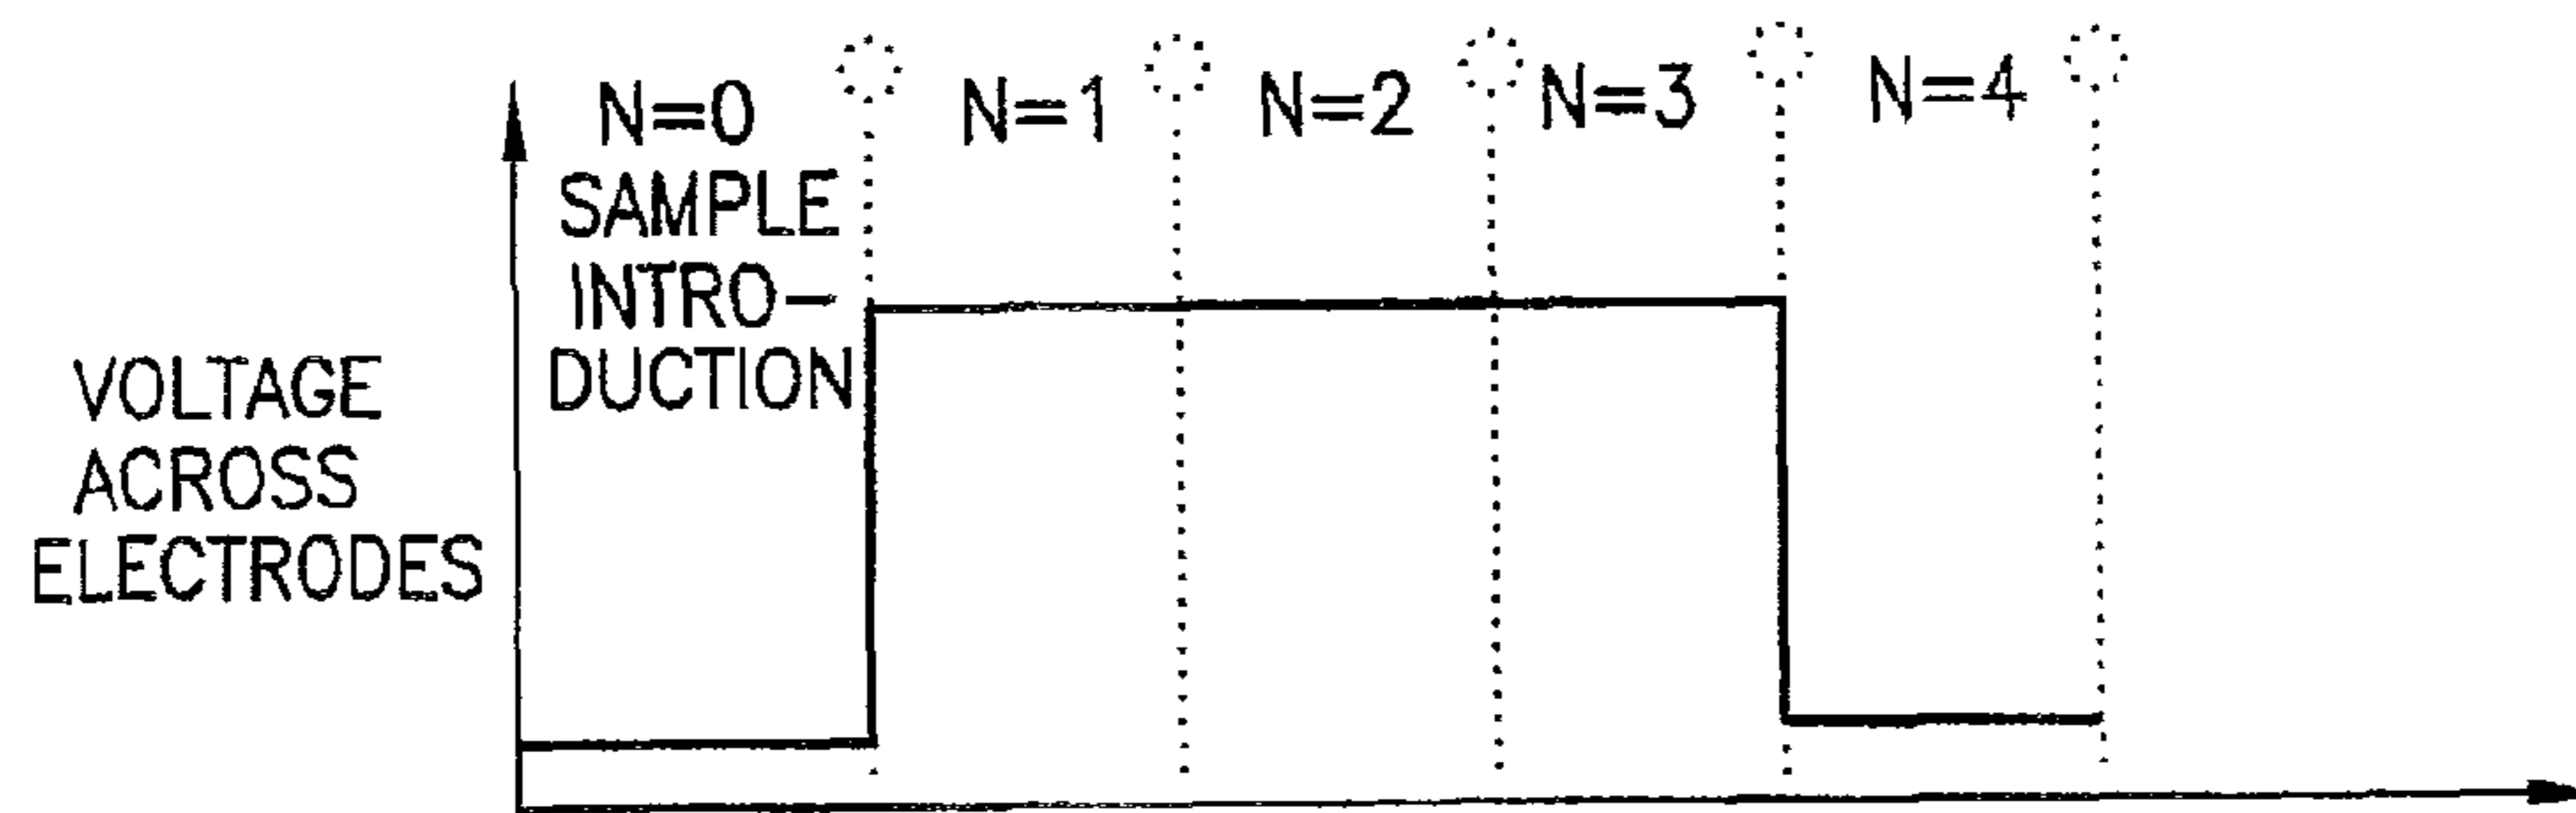 N=0
SAMPLE
INTRO-
DUCTION
N=1
N=2
N=3
N=4
VOLTAGE
ACROSS
ELECTRODES